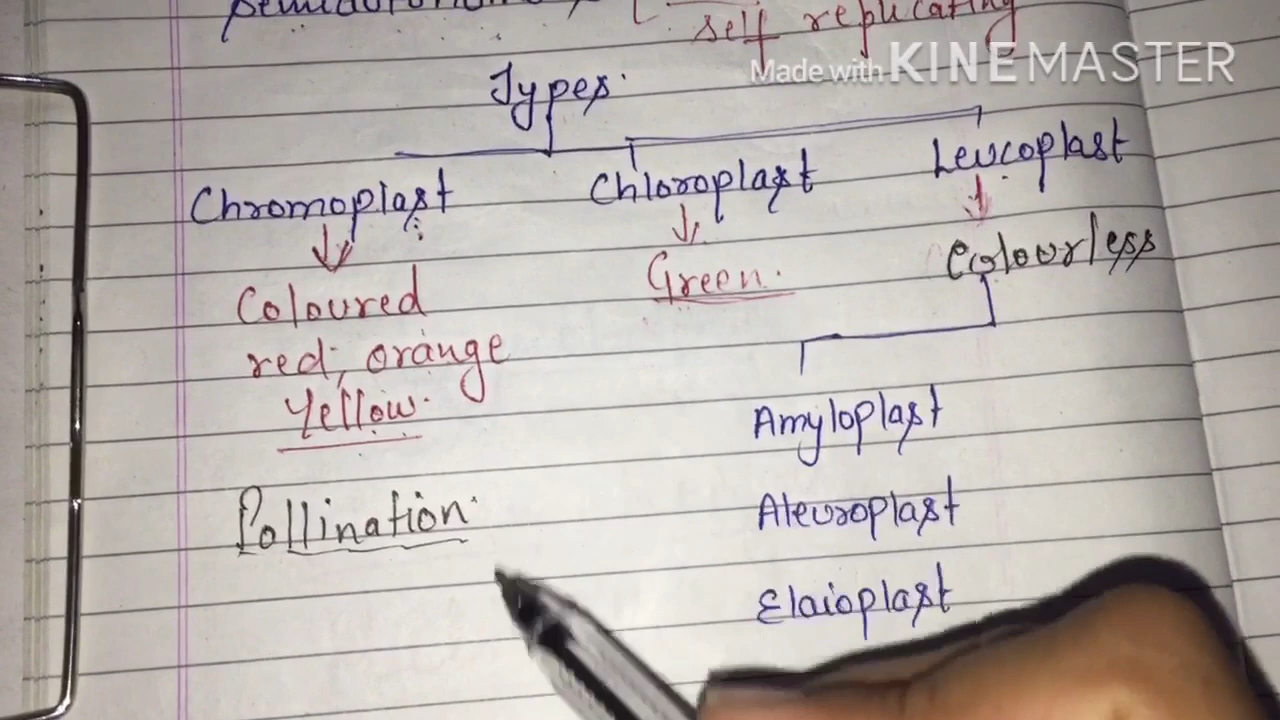 self replicating
Made with KINEMASTER
Types.
Chromoplast Chloroplast Leucoplast
Coloured Green. Colourless
red, orange
Yellow.
Amyloplast
Pollination.
Aleuroplast
Elaioplast